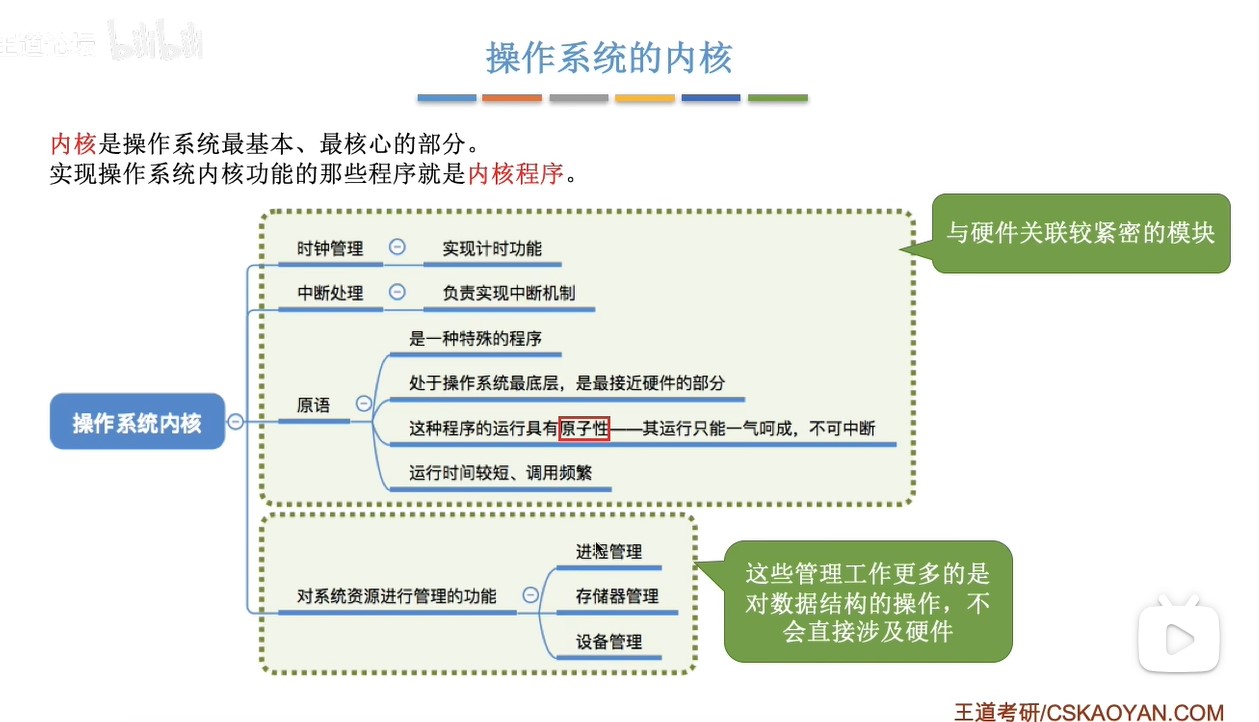 王道论坛 bilibili
操作系统的内核
内核是操作系统最基本、最核心的部分。
实现操作系统内核功能的那些程序就是内核程序。
与硬件关联较紧密的模块
时钟管理
实现计时功能
中断处理
负责实现中断机制
是一种特殊的程序
处于操作系统最底层，是最接近硬件的部分
原语
这种程序的运行具有原子性——其运行只能一气呵成，不可中断
运行时间较短、调用频繁
操作系统内核
进程管理
对系统资源进行管理的功能
存储器管理
设备管理
这些管理工作更多的是
对数据结构的操作，不
会直接涉及硬件
王道考研/CSKAOYAN.COM